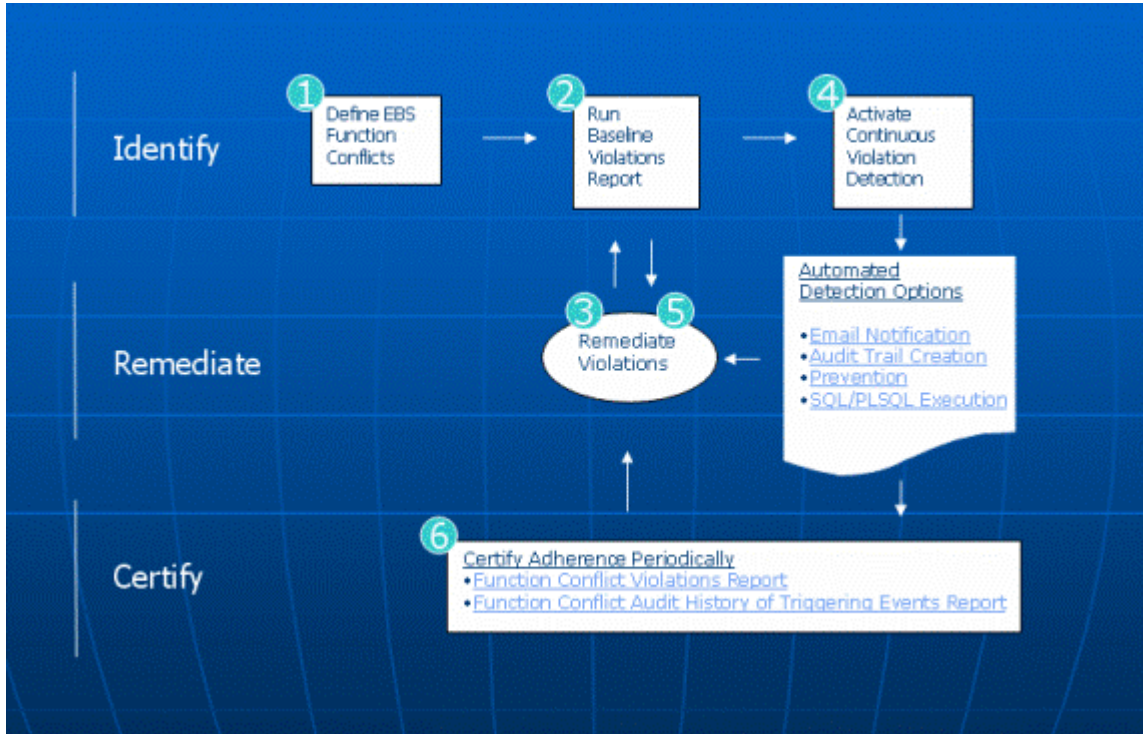 Identify
1
Define EBS
Function
Conflicts
2
Run
Baseline
Violations
Report
4
Activate
Continuous
Violation
Detection
Remediate
3
5
Remediate
Violations
Automated
Detection Options
•Email Notification
•Audit Trail Creation
•Prevention
•SQL/PLSQL Execution
Certify
6
Certify Adherence Periodically
•Function Conflict Violations Report
•Function Conflict Audit History of Triggering Events Report